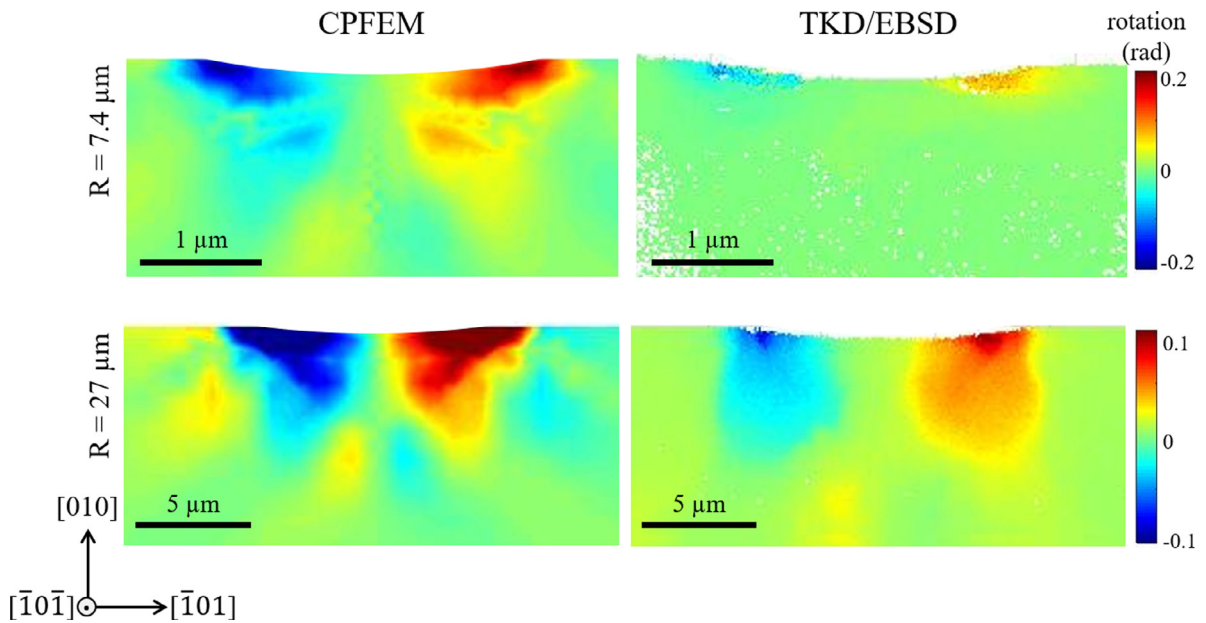 CPFEM
TKD/EBSD
rotation
(rad)
R = 7.4 µm
1 µm
1 µm
0.2
0
-0.2
R = 27 µm
5 µm
5 µm
0.1
0
-0.1
[010]
[1̅01̅]
[1̅01]